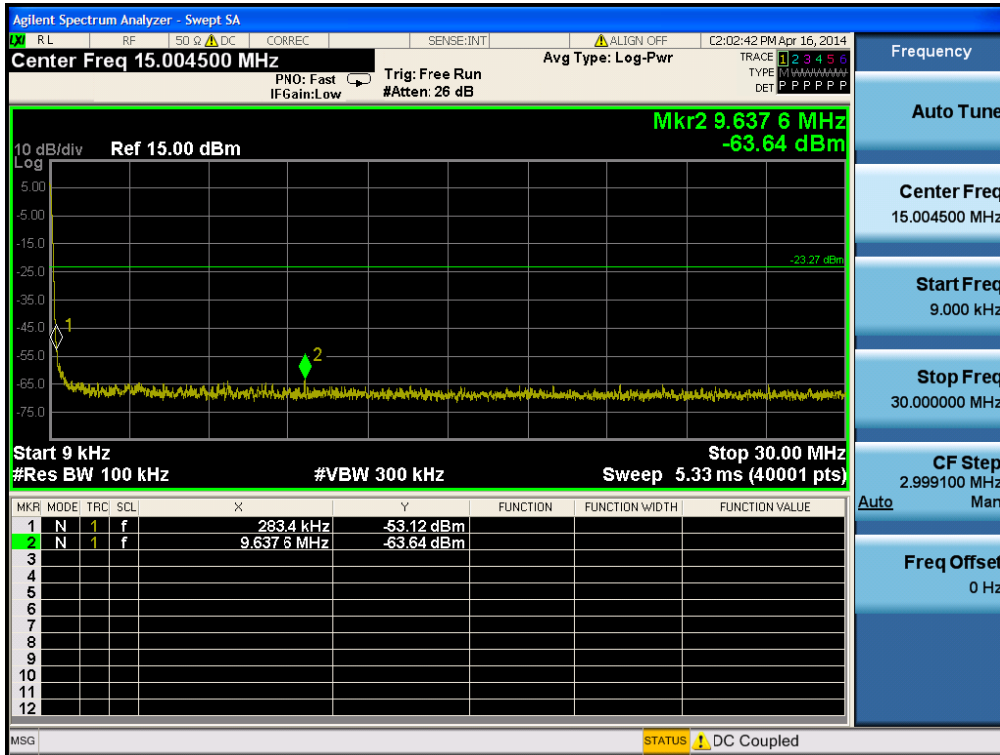 Agilent Spectrum Analyzer - Swept SA
LXI RL RF 50 Ω DC CORREC SENSE:INT ALIGN OFF 02:02:42 PM Apr 16, 2014
Center Freq 15.004500 MHz
PNO: Fast
IFGain:Low
Trig: Free Run
#Atten: 26 dB
Avg Type: Log-Pwr
TRACE 1 2 3 4 5 6
TYPE M
DET P P P P P P
Frequency
Auto Tune
Mkr2 9.637 6 MHz
-63.64 dBm
10 dB/div Ref 15.00 dBm
Log
5.00
-5.00
-15.0
-23.27 dBm
-25.0
-35.0
-45.0
1
-55.0
2
-65.0
-75.0
Start 9 kHz Stop 30.00 MHz
#Res BW 100 kHz #VBW 300 kHz Sweep 5.33 ms (40001 pts)
Center Freq
15.004500 MHz
Start Freq
9.000 kHz
Stop Freq
30.000000 MHz
CF Step
2.999100 MHz
Auto Man
Freq Offset
0 Hz
MKR MODE TRC SCL X Y FUNCTION FUNCTION WIDTH FUNCTION VALUE
1 N 1 f 283.4 kHz -53.12 dBm
2 N 1 f 9.637 6 MHz -63.64 dBm
3
4
5
6
7
8
9
10
11
12
MSG STATUS DC Coupled